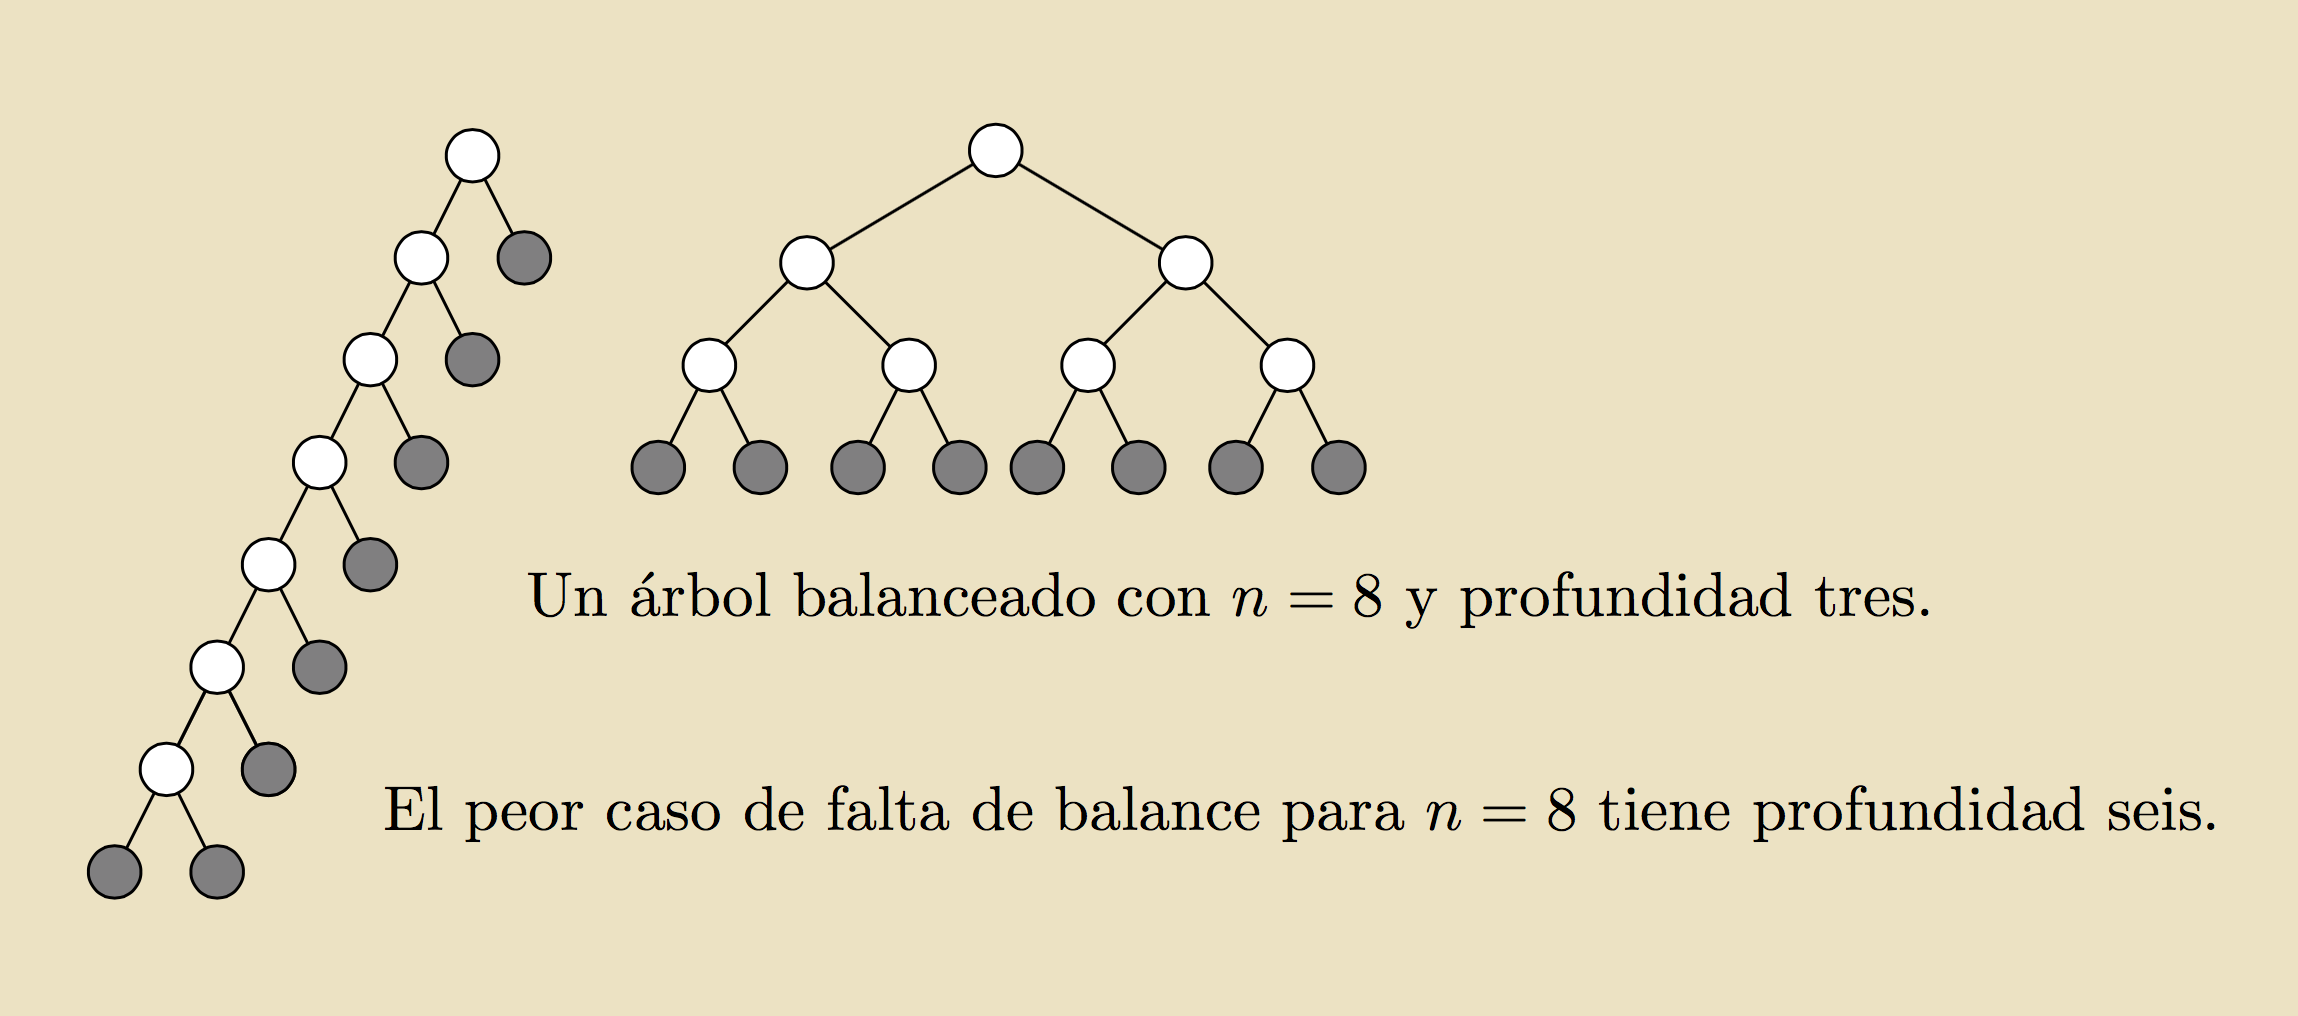 Un árbol balanceado con n = 8 y profundidad tres.
El peor caso de falta de balance para n = 8 tiene profundidad seis.